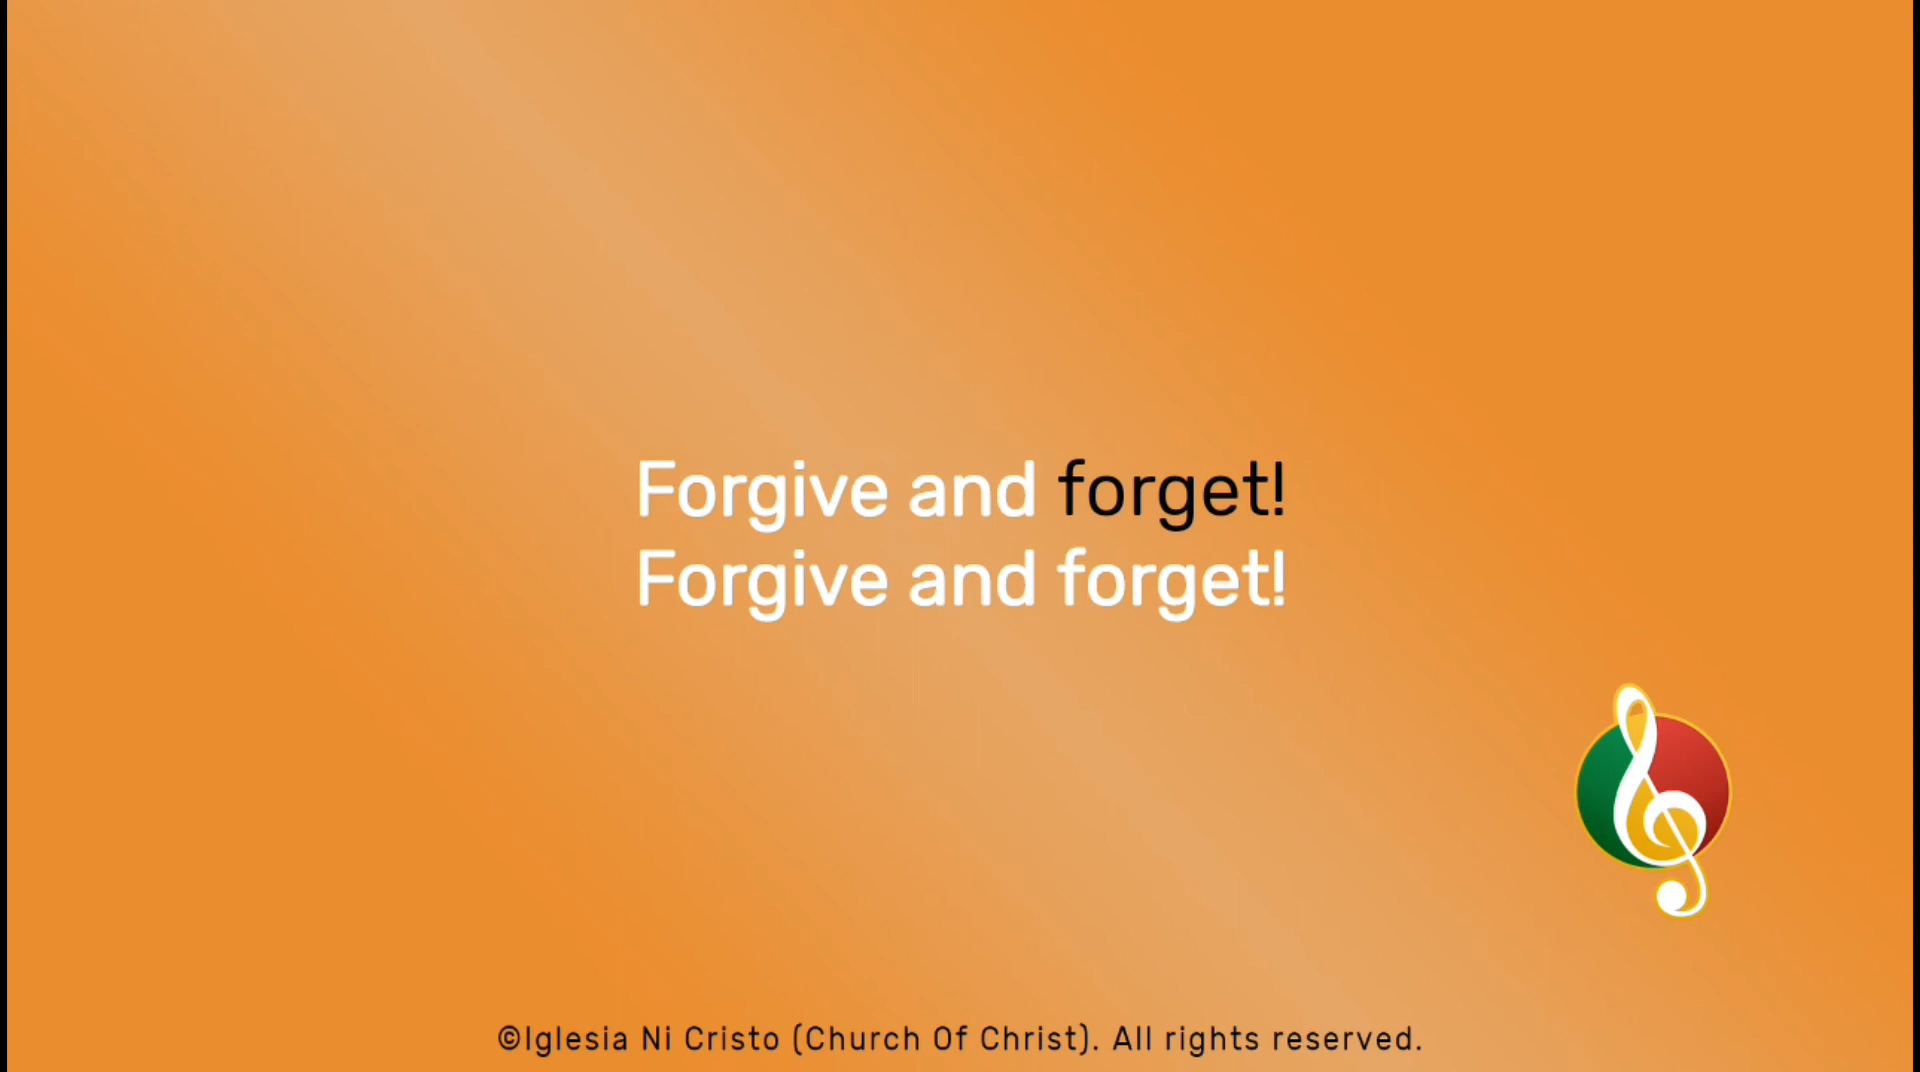 Forgive and forget!
Forgive and forget!
©Iglesia Ni Cristo (Church Of Christ). All rights reserved.